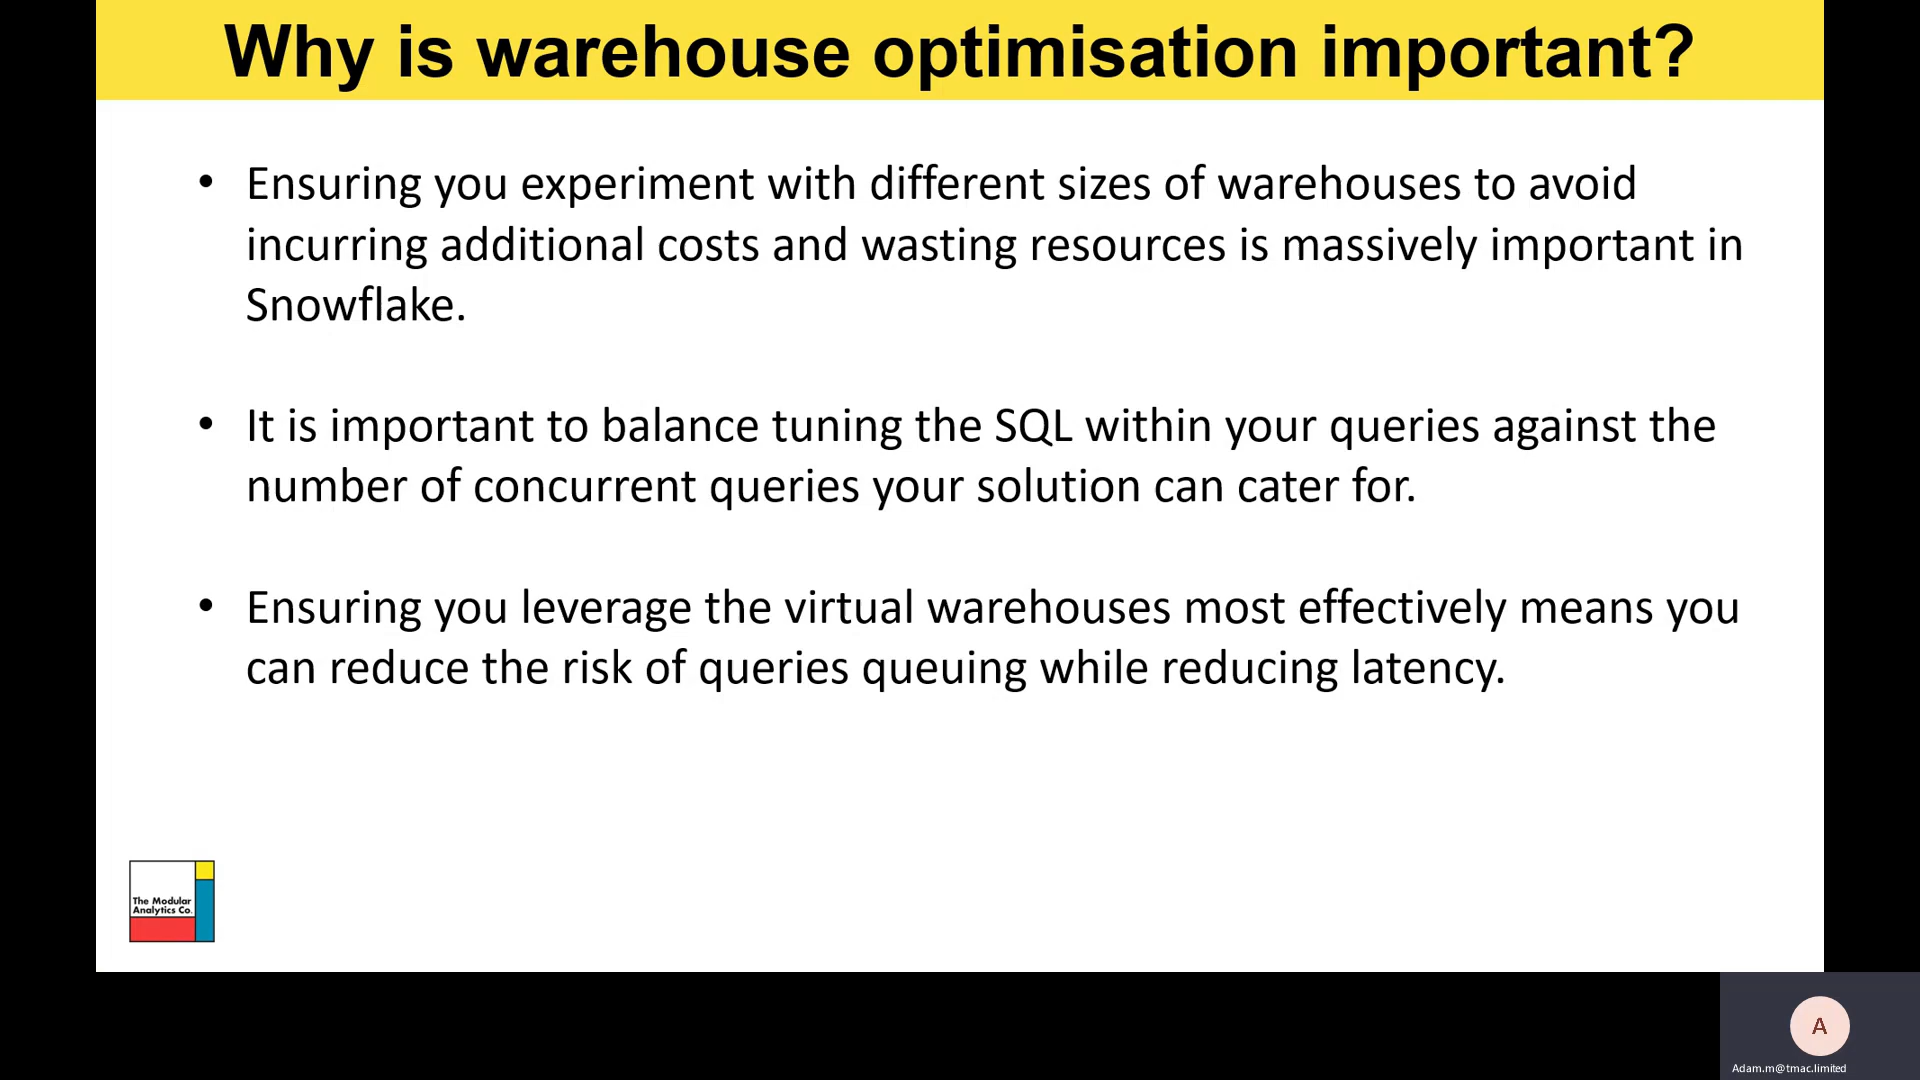 Why is warehouse optimisation important?
• Ensuring you experiment with different sizes of warehouses to avoid
incurring additional costs and wasting resources is massively important in
Snowflake.
• It is important to balance tuning the SQL within your queries against the
number of concurrent queries your solution can cater for.
• Ensuring you leverage the virtual warehouses most effectively means you
can reduce the risk of queries queuing while reducing latency.
The Modular
Analytics Co.
A
Adam.m@tmac.limited